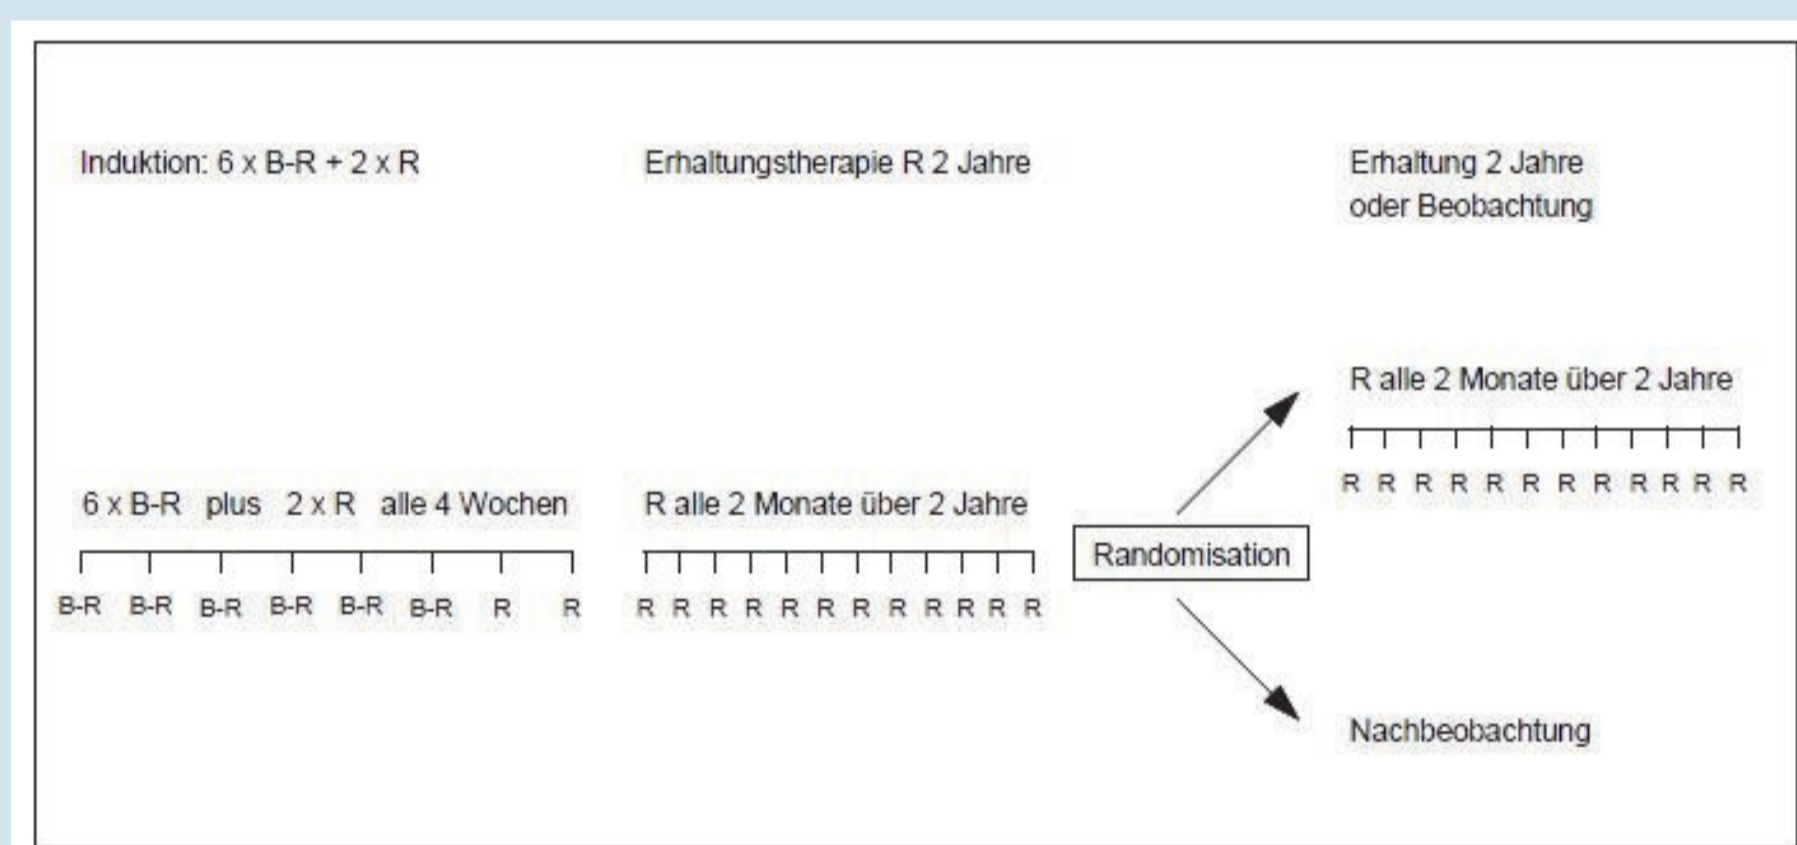 Induktion: 6 x B-R + 2 x R
Erhaltungstherapie R 2 Jahre
Erhaltung 2 Jahre
oder Beobachtung
R alle 2 Monate über 2 Jahre
R R R R R R R R R R R R
6 x B-R plus 2 x R alle 4 Wochen
B-R B-R B-R B-R B-R B-R R R
R alle 2 Monate über 2 Jahre
R R R R R R R R R R R R
Randomisation
Nachbeobachtung